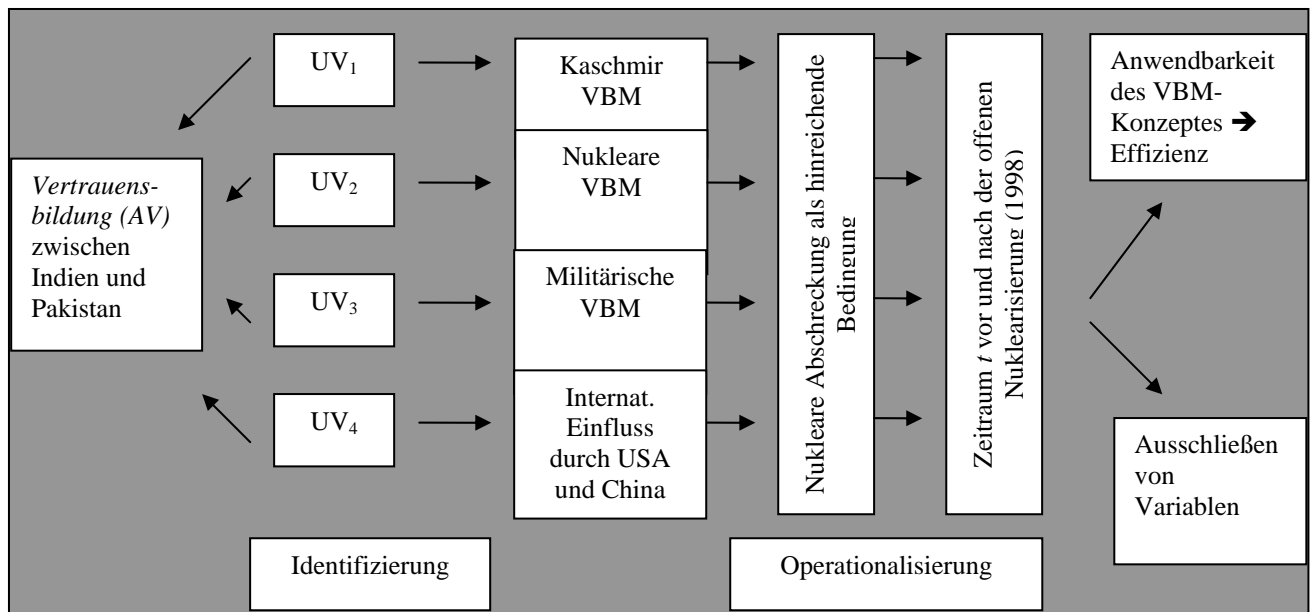 Vertrauens-
bildung (AV)
zwischen
Indien und
Pakistan
UV₁
UV₂
UV₃
UV₄
Kaschmir
VBM
Nukleare
VBM
Militärische
VBM
Internat.
Einfluss
durch USA
und China
Nukleare Abschreckung als hinreichende
Bedingung
Zeitraum t vor und nach der offenen
Nuklearisierung (1998)
Anwendbarkeit
des VBM-
Konzeptes ➔
Effizienz
Ausschließen
von
Variablen
Identifizierung
Operationalisierung